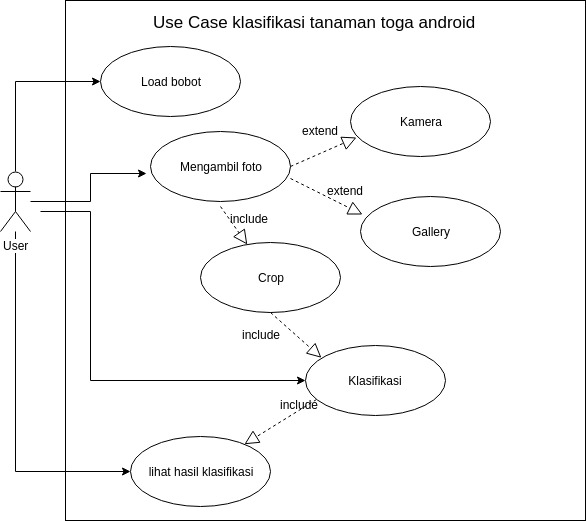 Use Case klasifikasi tanaman toga android
Load bobot
Kamera
extend
Mengambil foto
extend
include
Gallery
User
Crop
include
Klasifikasi
include
lihat hasil klasifikasi